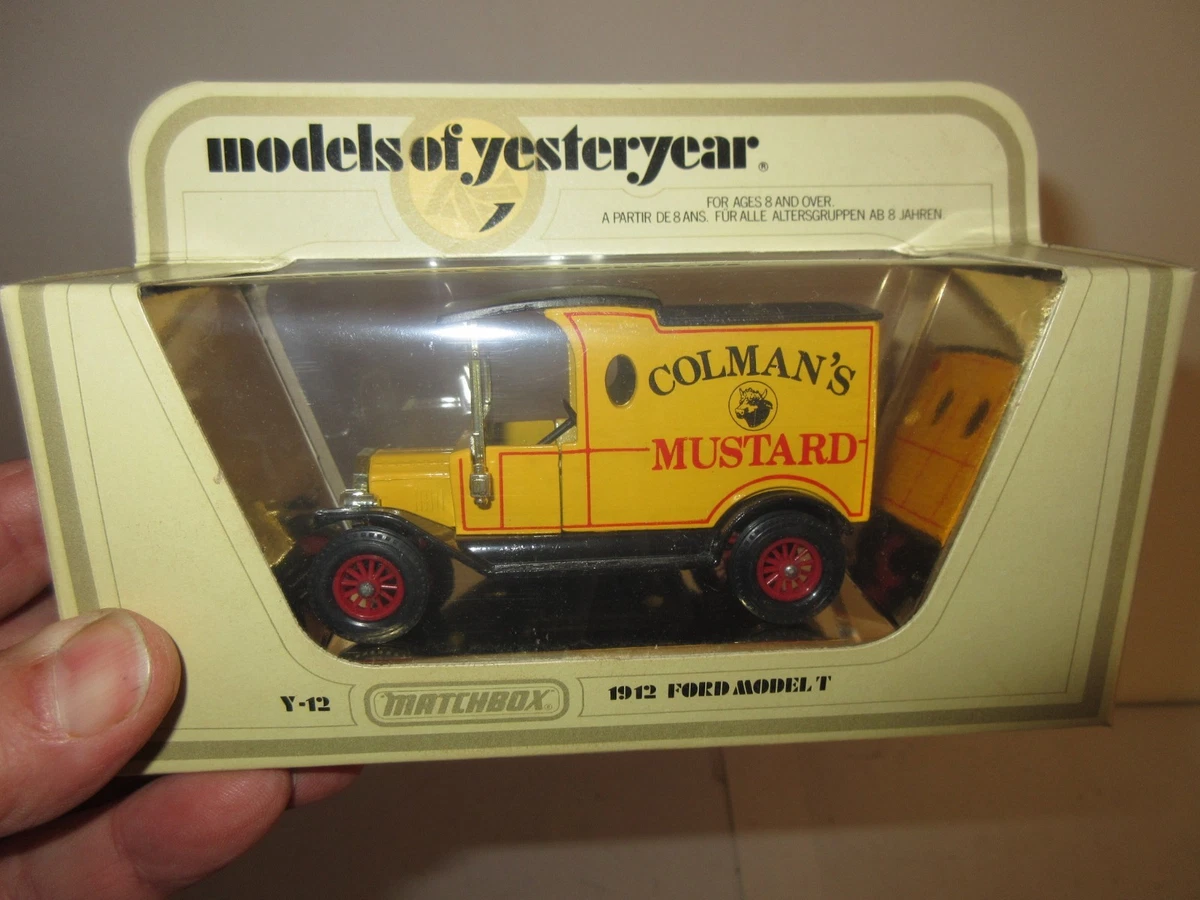 models of yesteryear®
FOR AGES 8 AND OVER.
A PARTIR DE 8 ANS. FÜR ALLE ALTERSGRUPPEN AB 8 JAHREN.
COLMAN'S
MUSTARD
Y-12
MATCHBOX®
1912 FORD MODEL T